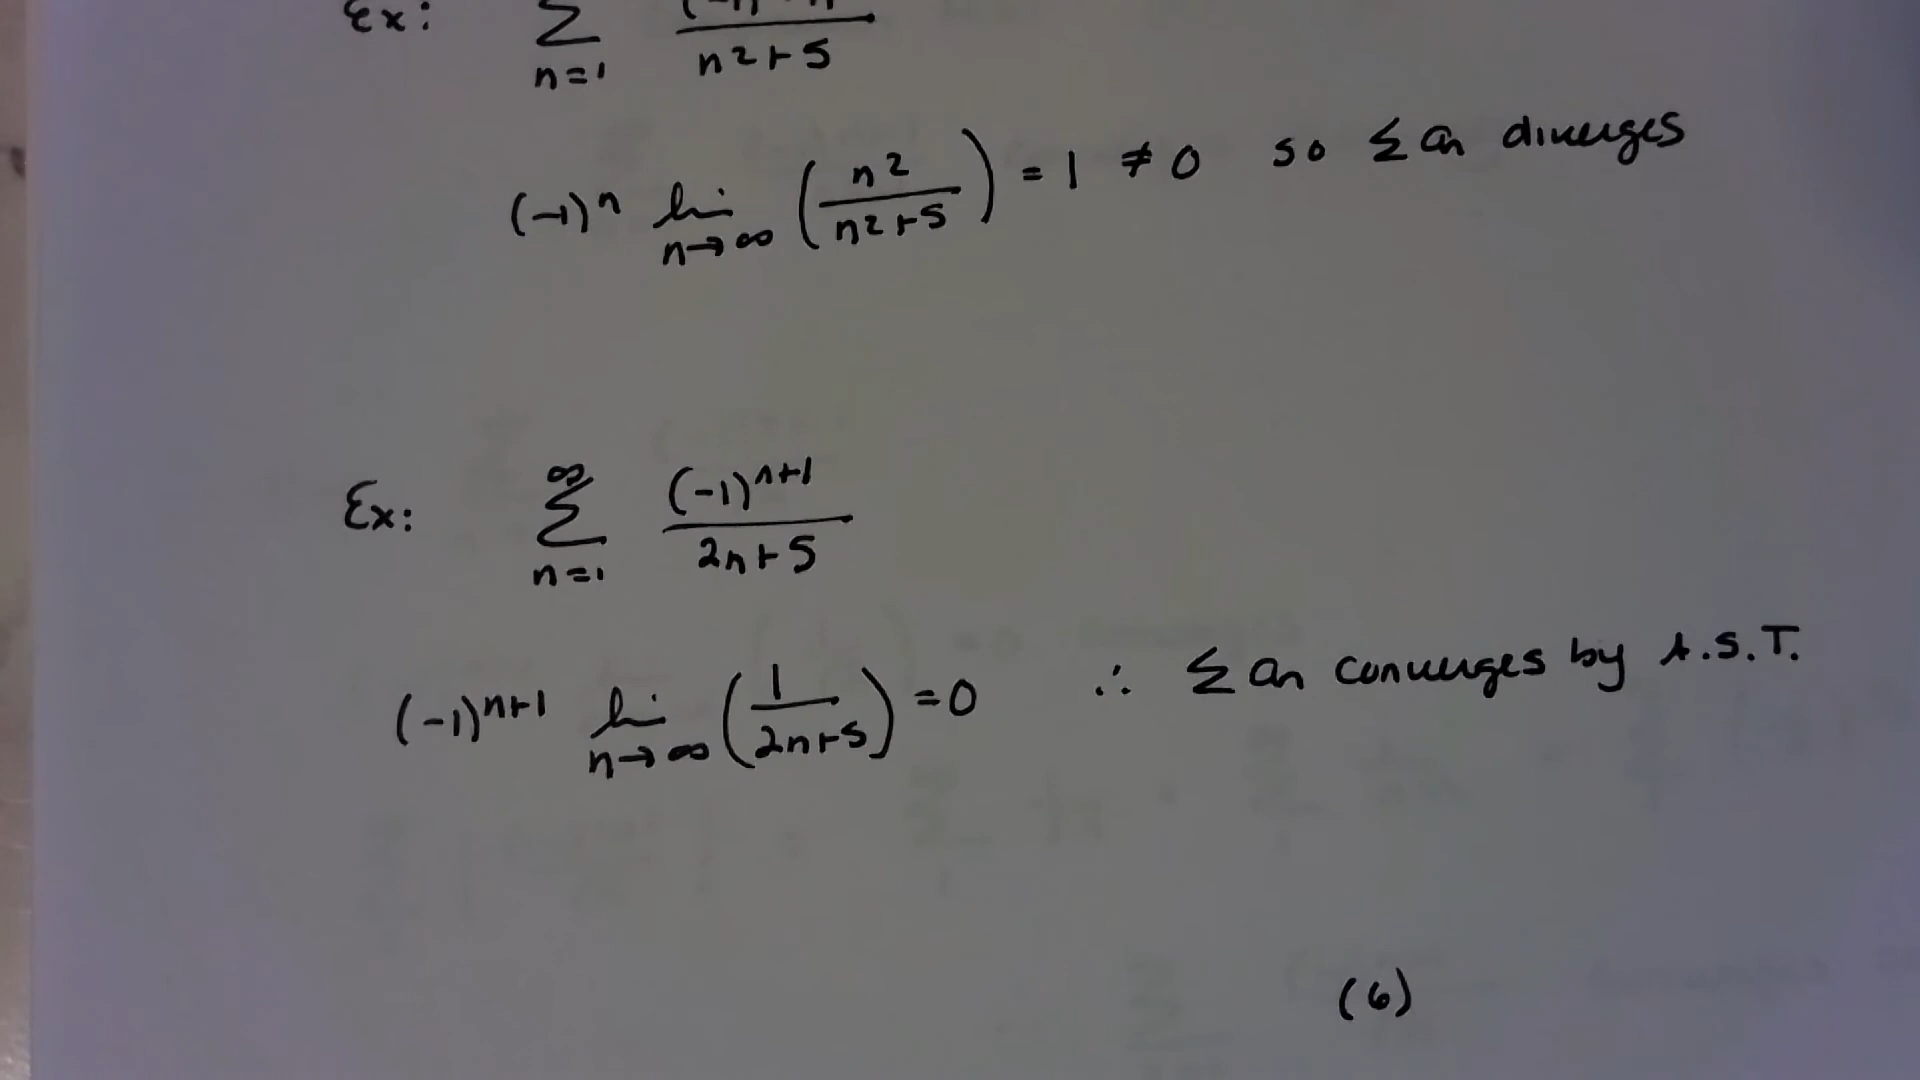 Ex: ∑ n=1 n²+5
(-1)ⁿ lim n→∞ (n²/(n²+5)) = 1 ≠ 0 so ∑ an diverges
Ex: ∞ ∑ n=1 (-1)ⁿ⁺¹/(2n+5)
(-1)ⁿ⁺¹ lim n→∞ (1/(2n+5)) = 0 ∴ ∑ an converges by A.S.T.
(6)